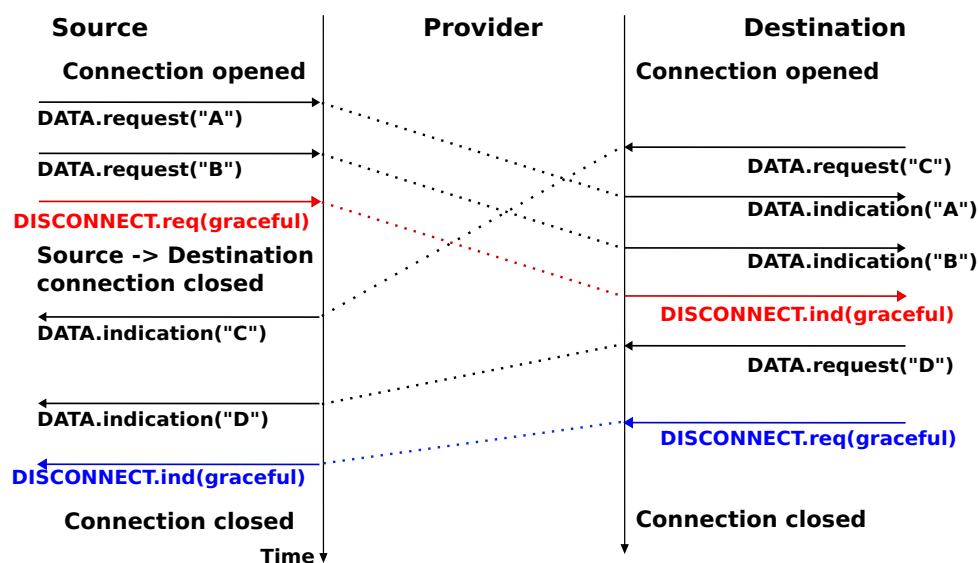 Source Provider Destination
Connection opened Connection opened
DATA.request("A")
DATA.request("B") DATA.request("C")
DISCONNECT.req(graceful) DATA.indication("A")
Source -> Destination
connection closed DATA.indication("B")
DATA.indication("C") DISCONNECT.ind(graceful)
DATA.request("D")
DATA.indication("D") DISCONNECT.req(graceful)
DISCONNECT.ind(graceful)
Connection closed Connection closed
Time